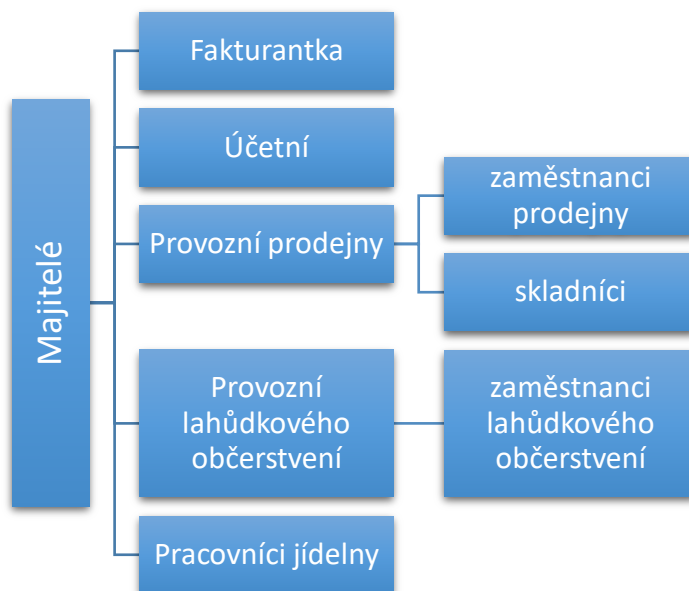 Majitelé
Fakturantka
Účetní
Provozní prodejny
zaměstnanci
prodejny
skladníci
Provozní
lahůdkového
občerstvení
zaměstnanci
lahůdkového
občerstvení
Pracovníci jídelny